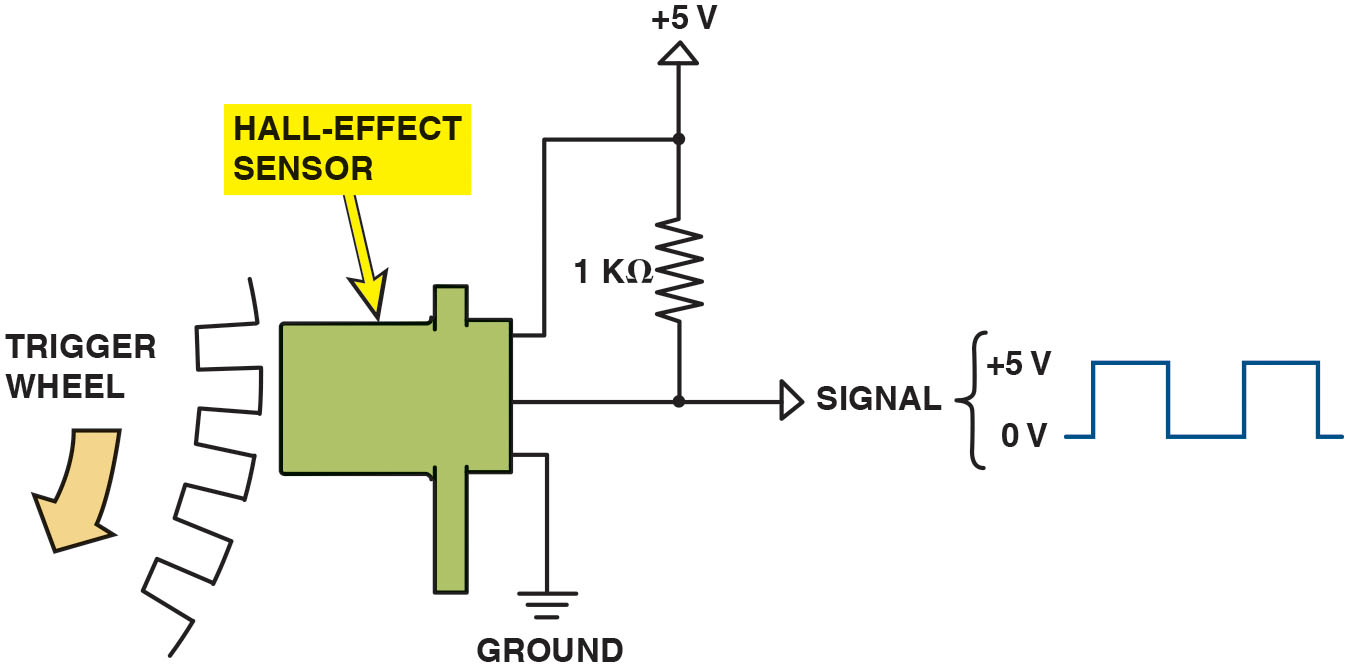 +5 V
HALL-EFFECT
SENSOR
1 KΩ
TRIGGER
WHEEL
SIGNAL
+5 V
0 V
GROUND